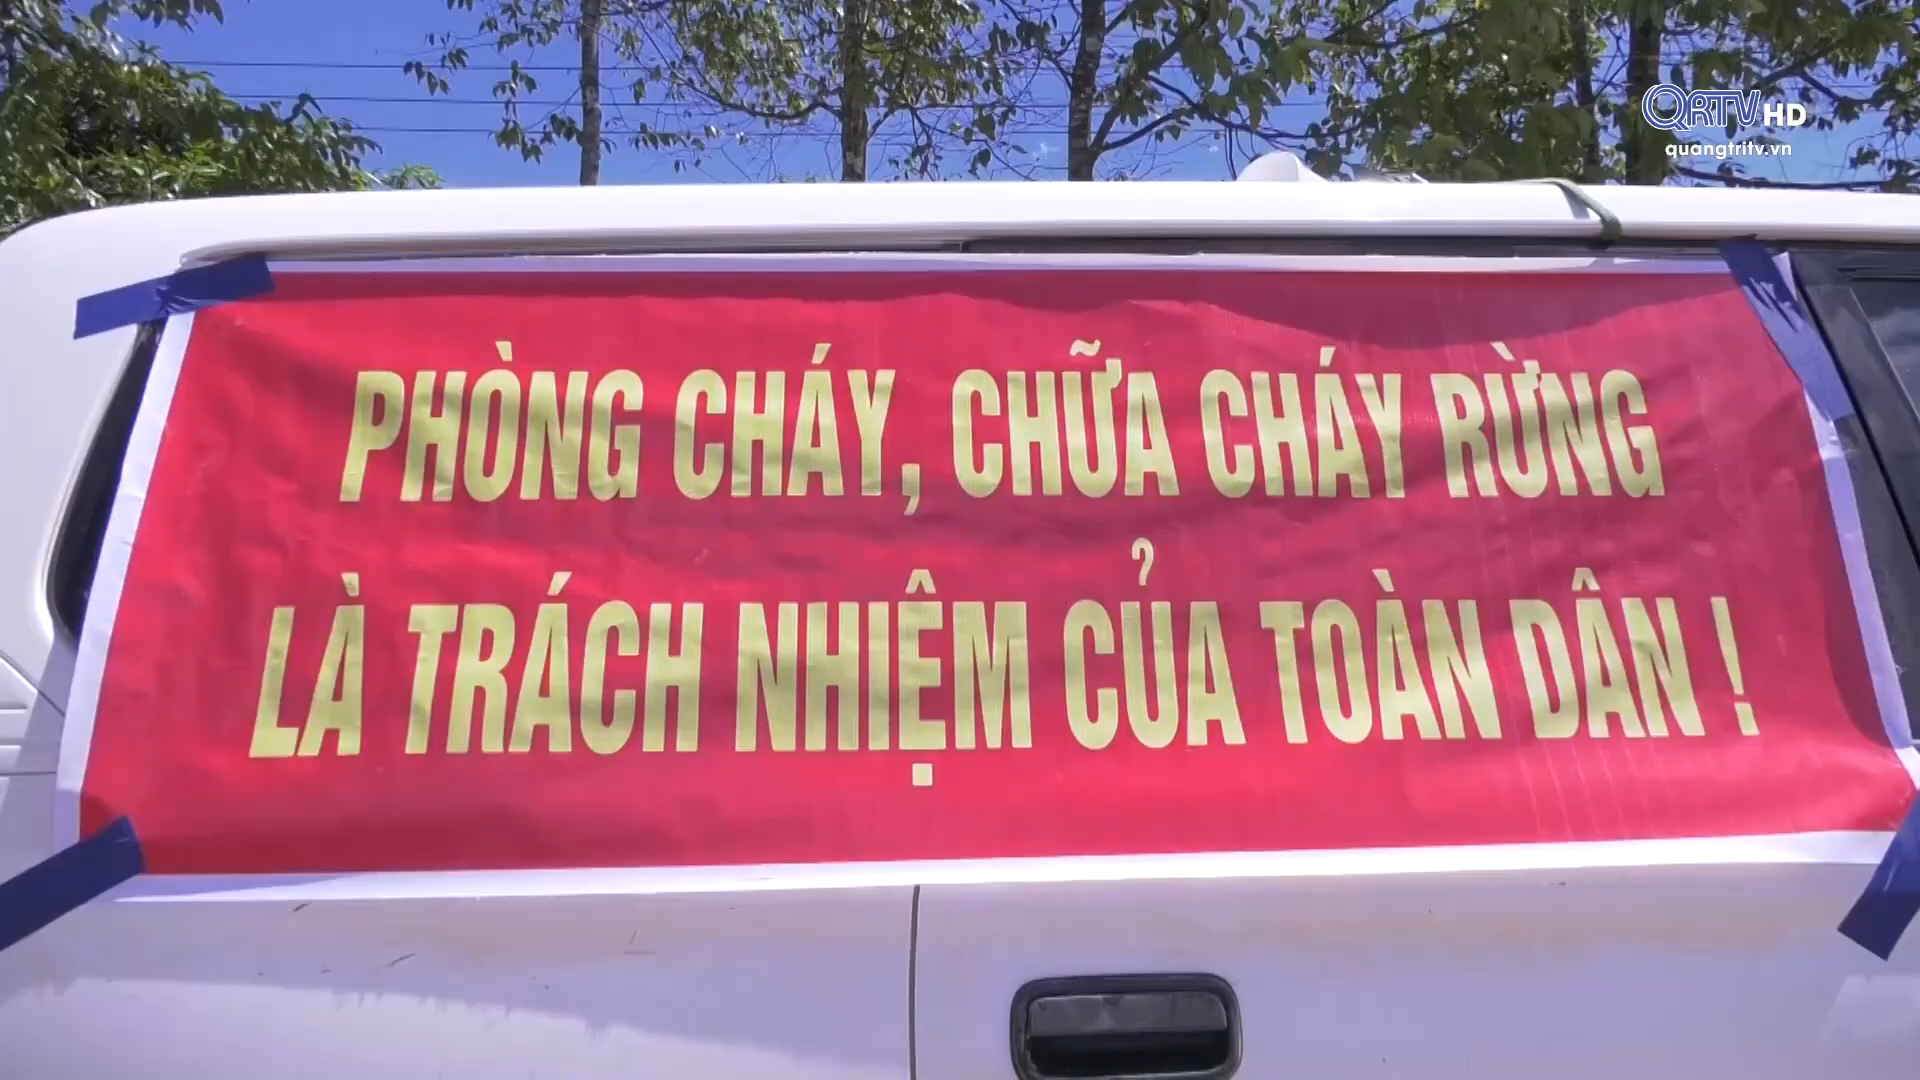 QRTV HD
quangtritv.vn
PHÒNG CHÁY, CHỮA CHÁY RỪNG
LÀ TRÁCH NHIỆM CỦA TOÀN DÂN !